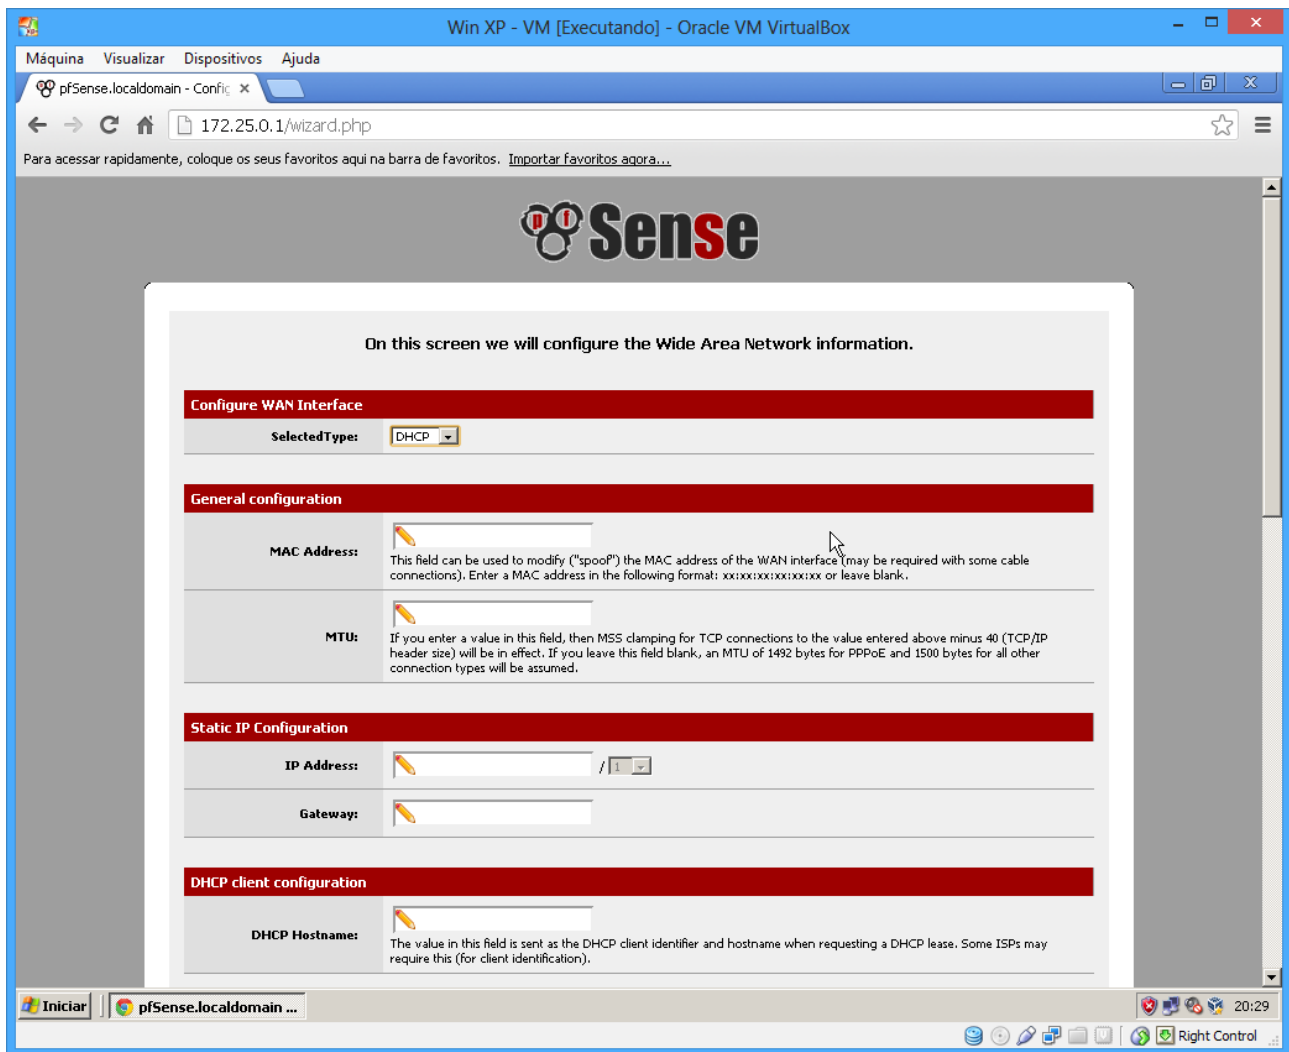 Win XP - VM [Executando] - Oracle VM VirtualBox
Máquina Visualizar Dispositivos Ajuda
pfSense.localdomain - Config
172.25.0.1/wizard.php
Para acessar rapidamente, coloque os seus favoritos aqui na barra de favoritos. Importar favoritos agora...
pf Sense
On this screen we will configure the Wide Area Network information.
Configure WAN Interface
SelectedType: DHCP
General configuration
MAC Address:
This field can be used to modify ("spoof") the MAC address of the WAN interface (may be required with some cable
connections). Enter a MAC address in the following format: xx:xx:xx:xx:xx:xx or leave blank.
MTU:
If you enter a value in this field, then MSS clamping for TCP connections to the value entered above minus 40 (TCP/IP
header size) will be in effect. If you leave this field blank, an MTU of 1492 bytes for PPPoE and 1500 bytes for all other
connection types will be assumed.
Static IP Configuration
IP Address: / 1
Gateway:
DHCP client configuration
DHCP Hostname:
The value in this field is sent as the DHCP client identifier and hostname when requesting a DHCP lease. Some ISPs may
require this (for client identification).
Iniciar pfSense.localdomain ... 20:29
Right Control